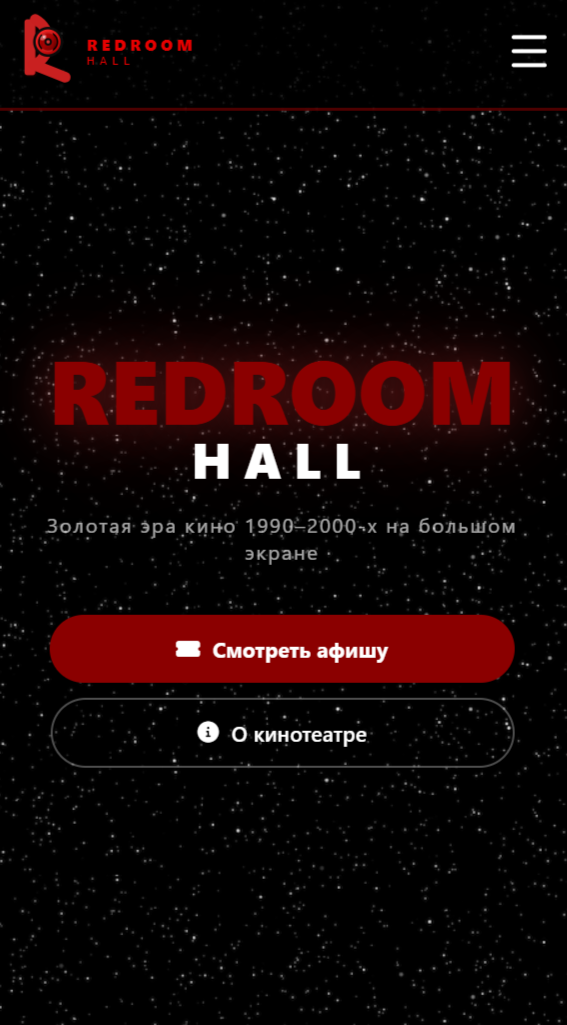 REDROOM
HALL
REDROOM
HALL
Золотая эра кино 1990–2000-х на большом
экране
Смотреть афишу
О кинотеатре